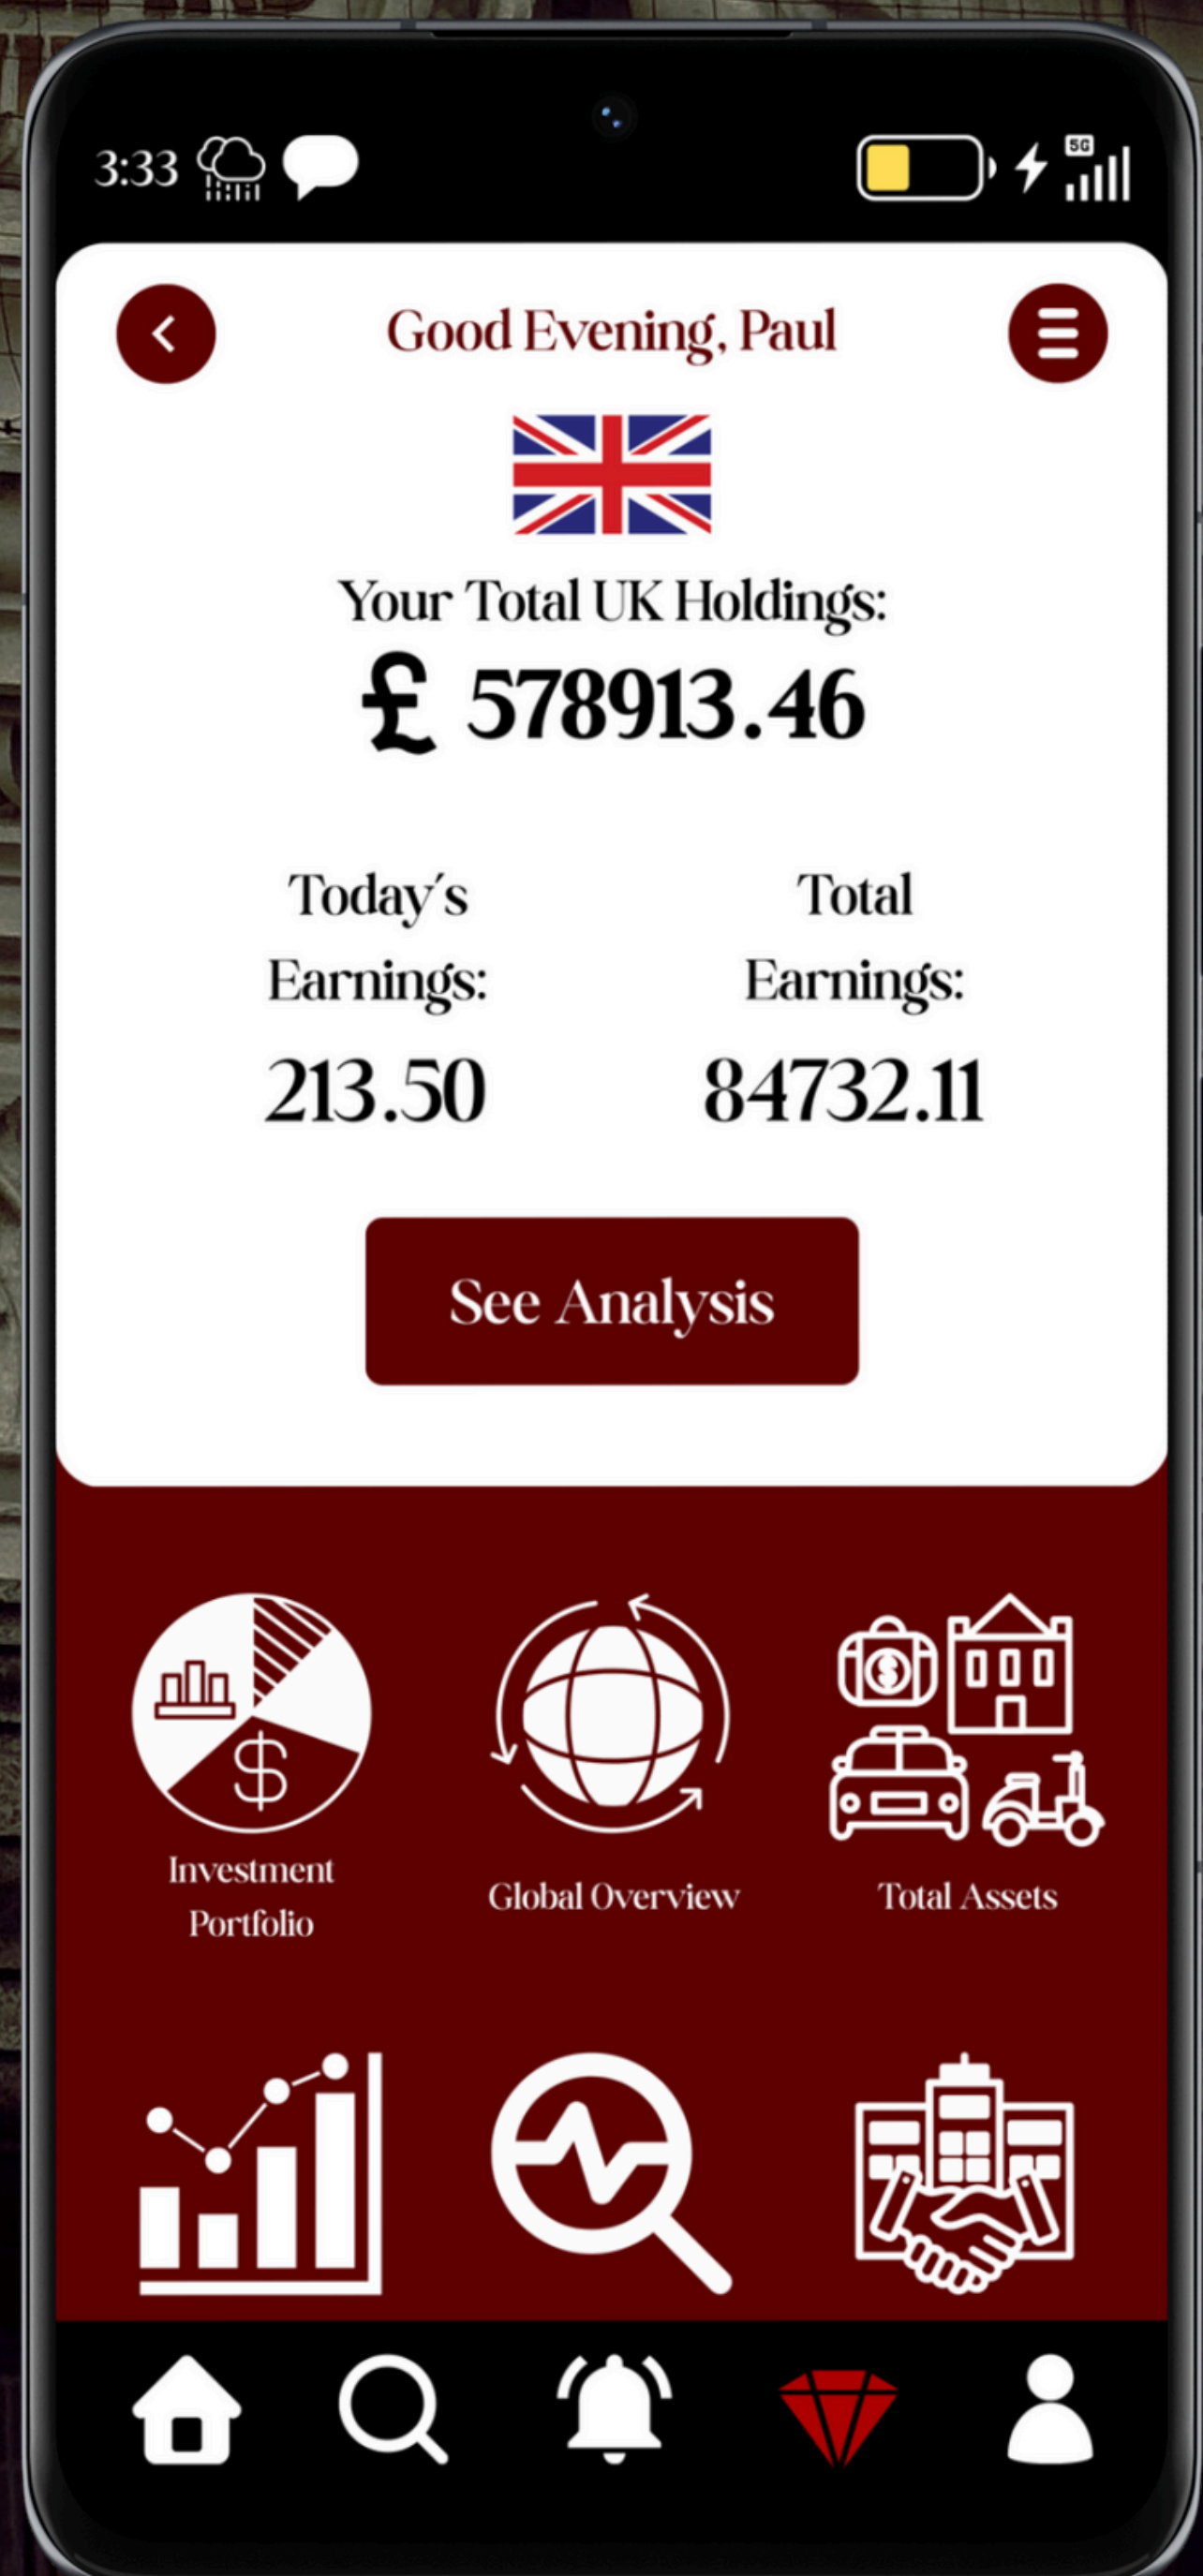 3:33
5G
Good Evening, Paul
Your Total UK Holdings:
£ 578913.46
Today´s
Earnings:
213.50
Total
Earnings:
84732.11
See Analysis
$
$
Investment
Portfolio
Global Overview
Total Assets